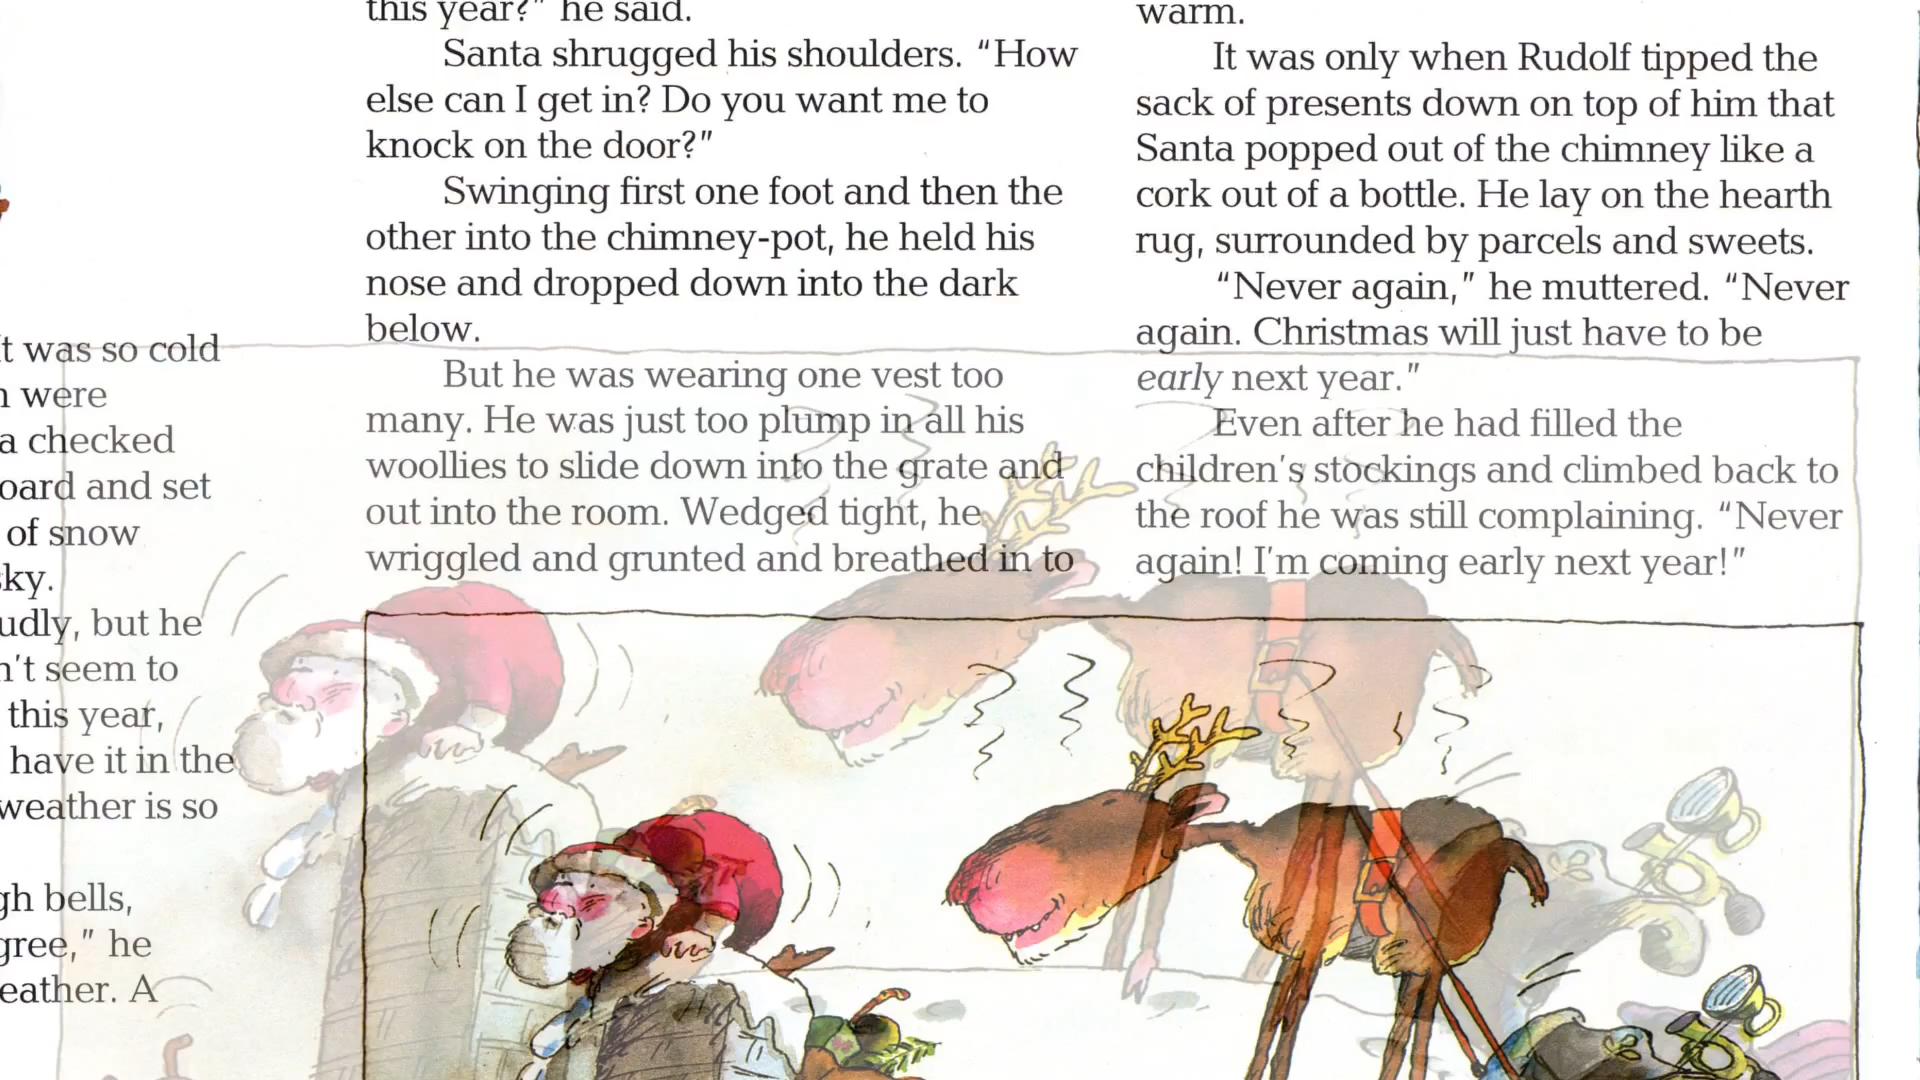 t was so cold
were
a checked
oard and set
of snow
ky.
udly, but he
n't seem to
this year,
have it in the
weather is so
gh bells,
gree," he
eather. A
this year?" he said.
Santa shrugged his shoulders. "How
else can I get in? Do you want me to
knock on the door?"
Swinging first one foot and then the
other into the chimney-pot, he held his
nose and dropped down into the dark
below.
But he was wearing one vest too
many. He was just too plump in all his
woollies to slide down into the grate and
out into the room. Wedged tight, he
wriggled and grunted and breathed in to
warm.
It was only when Rudolf tipped the
sack of presents down on top of him that
Santa popped out of the chimney like a
cork out of a bottle. He lay on the hearth
rug, surrounded by parcels and sweets.
"Never again," he muttered. "Never
again. Christmas will just have to be
early next year."
Even after he had filled the
children's stockings and climbed back to
the roof he was still complaining. "Never
again! I'm coming early next year!"